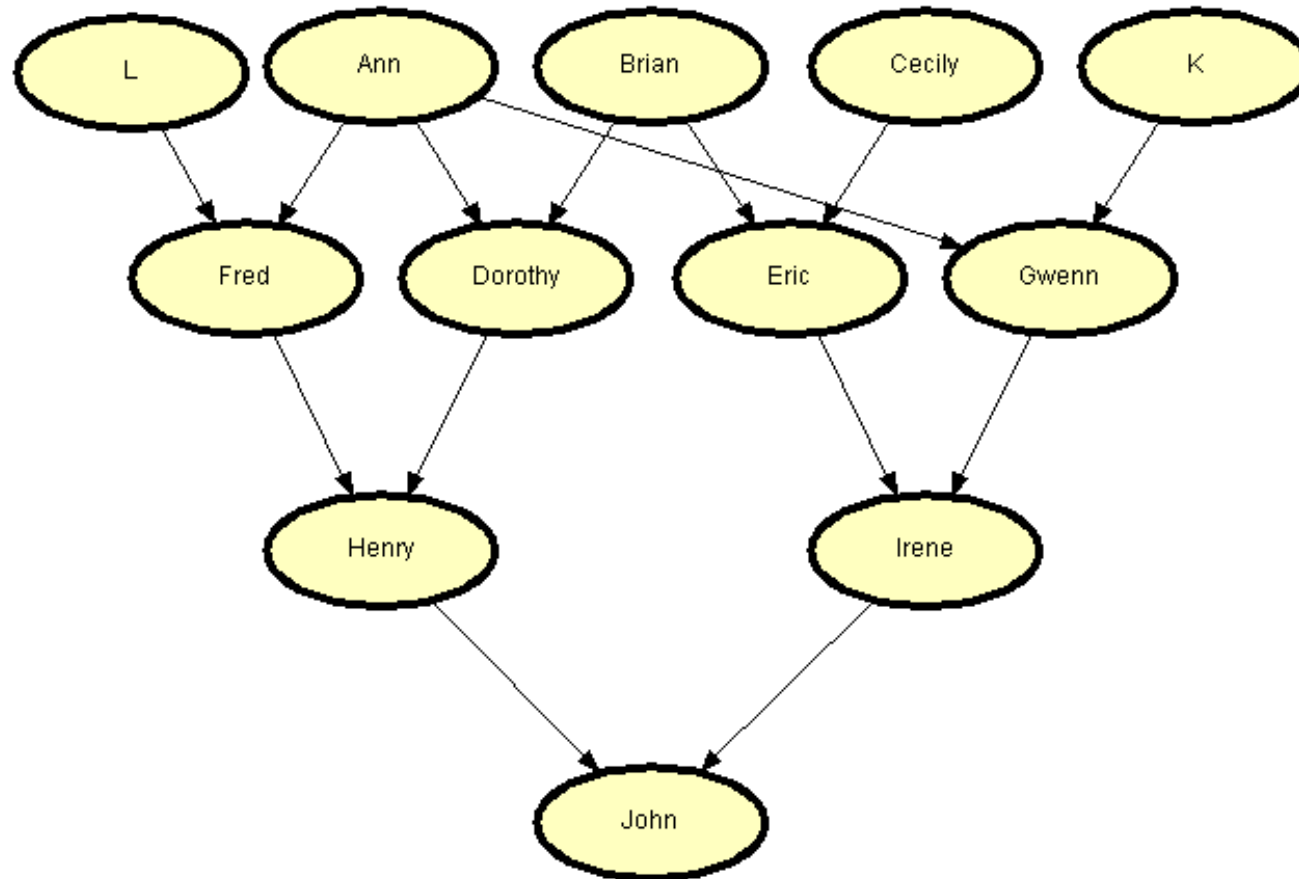 L
Ann
Brian
Cecily
K
Fred
Dorothy
Eric
Gwenn
Henry
Irene
John